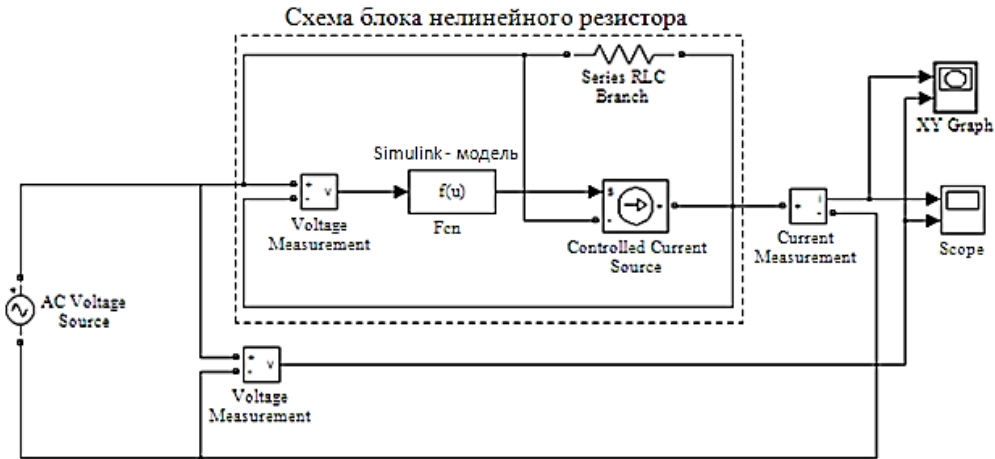 Схема блока нелинейного резистора
Series RLC
Branch
XY Graph
Simulink - модель
+
-
v
f(u)
s
-
+
+
i
-
Voltage
Measurement
Fcn
Controlled Current
Source
Current
Measurement
Scope
AC Voltage
Source
+
-
v
Voltage
Measurement